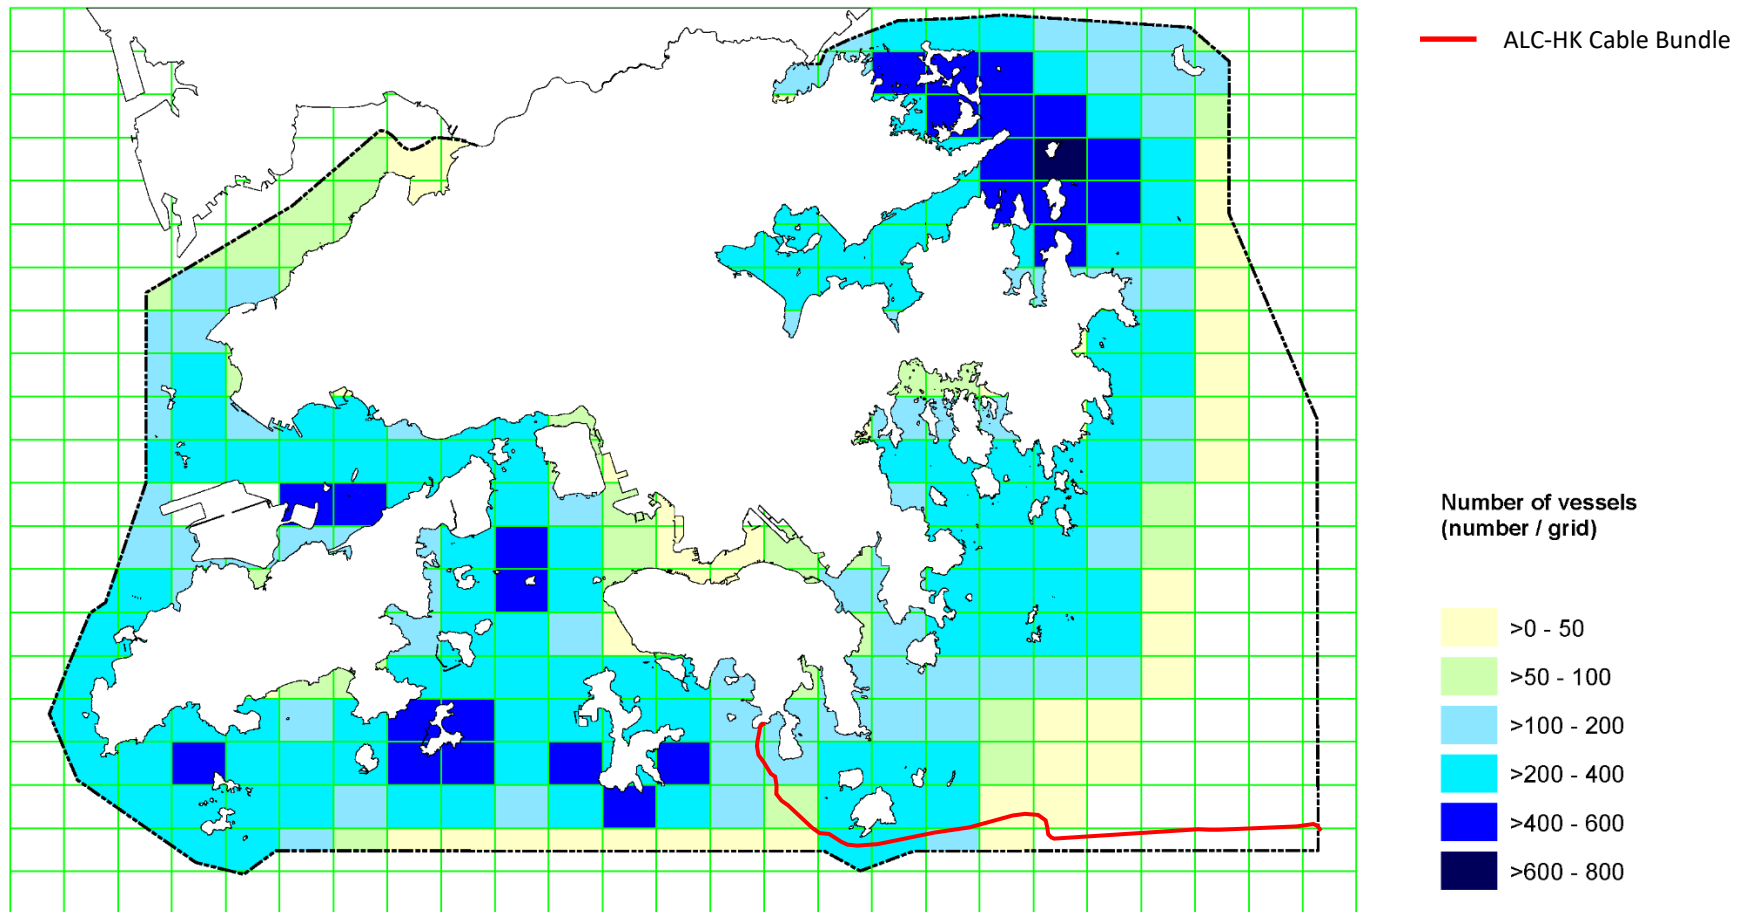 ALC-HK Cable Bundle
Number of vessels
(number / grid)
>0 - 50
>50 - 100
>100 - 200
>200 - 400
>400 - 600
>600 - 800